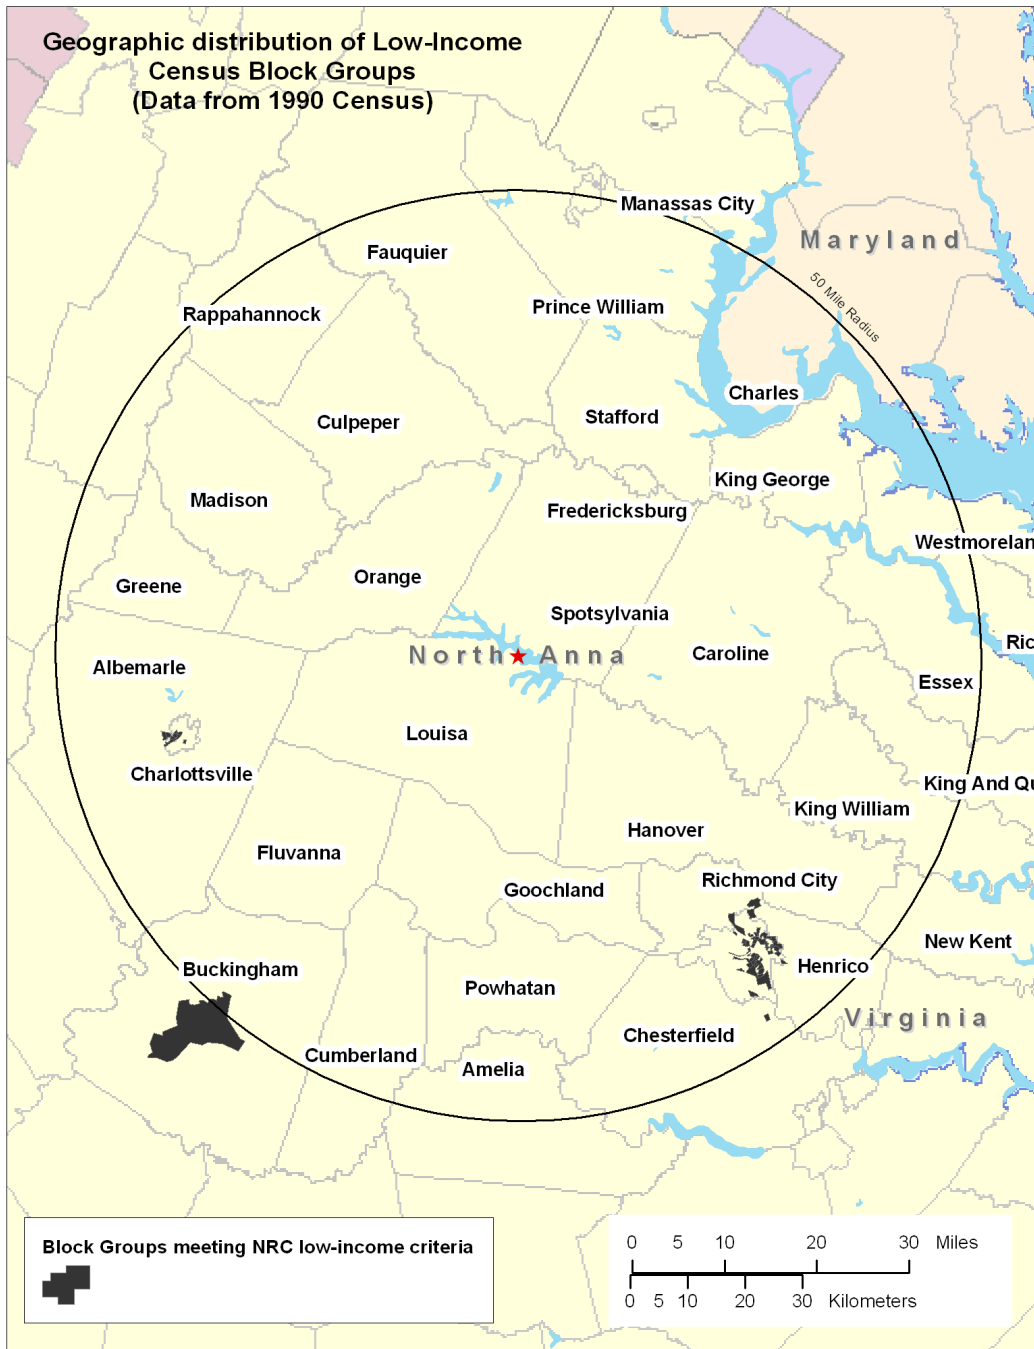 Geographic distribution of Low-Income
Census Block Groups
(Data from 1990 Census)
Manassas City
Maryland
Fauquier
50 Mile Radius
Rappahannock
Prince William
Charles
Culpeper
Stafford
King George
Madison
Fredericksburg
Westmorelan
Orange
Greene
Spotsylvania
Ric
North Anna
Caroline
Albemarle
Essex
Louisa
Charlottsville
King And Qu
King William
Hanover
Fluvanna
Richmond City
Goochland
New Kent
Buckingham
Henrico
Powhatan
Virginia
Chesterfield
Cumberland
Amelia
Block Groups meeting NRC low-income criteria
0 5 10 20 30 Miles
0 5 10 20 30 Kilometers